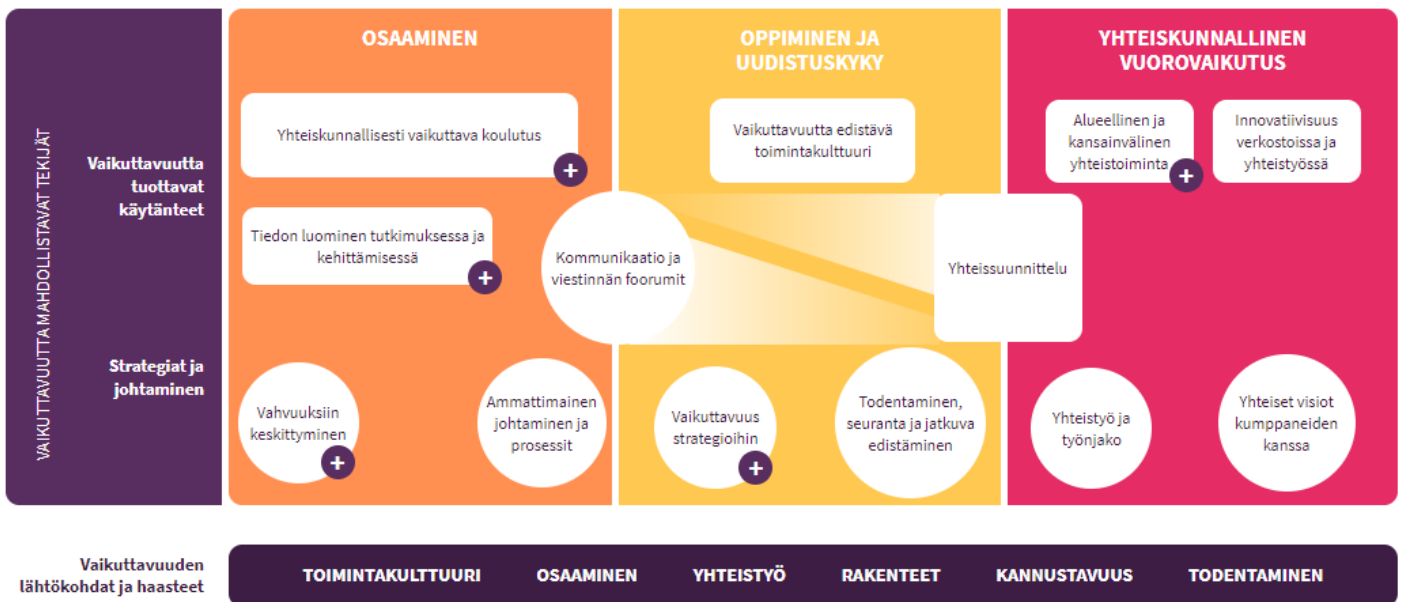 VAIKUTTAVUUTTA MAHDOLLISTAVAT TEKIJÄT
Vaikuttavuutta
tuottavat
käytänteet
Strategiat ja
johtaminen
OSAAMINEN
Yhteiskunnallisesti vaikuttava koulutus
+
Tiedon luominen tutkimuksessa ja
kehittämisessä
+
Kommunikaatio ja
viestinnän foorumit
Vahvuuksiin
keskittyminen
+
Ammattimainen
johtaminen ja
prosessit
OPPIMINEN JA
UUDISTUSKYKY
Vaikuttavuutta edistävä
toimintakulttuuri
Vaikuttavuus
strategioihin
+
Todentaminen,
seuranta ja jatkuva
edistäminen
YHTEISKUNNALLINEN
VUOROVAIKUTUS
Alueellinen ja
kansainvälinen
yhteistoiminta
+
Innovatiivisuus
verkostoissa ja
yhteistyössä
Yhteissuunnittelu
Yhteistyö ja
työnjako
Yhteiset visiot
kumppaneiden
kanssa
Vaikuttavuuden
lähtökohdat ja haasteet
TOIMINTAKULTTUURI OSAAMINEN YHTEISTYÖ RAKENTEET KANNUSTAVUUS TODENTAMINEN